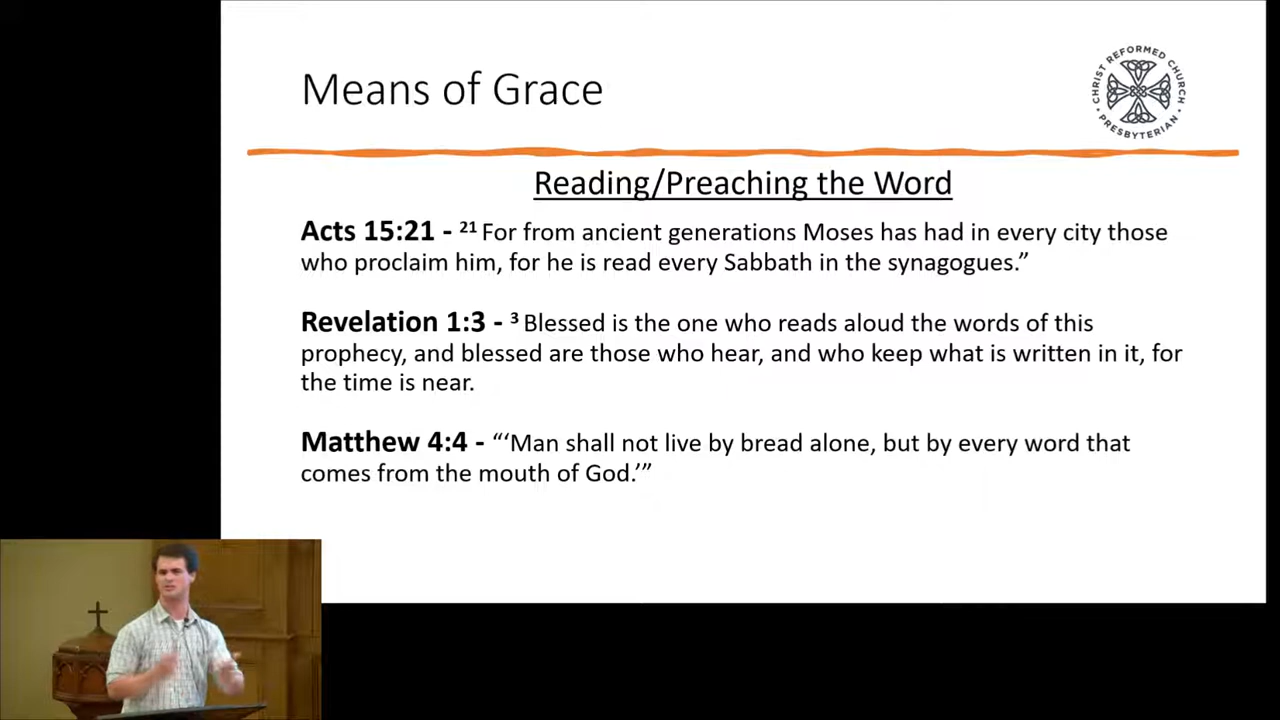 Means of Grace
CHRIST REFORMED CHURCH
• PRESBYTERIAN •
Reading/Preaching the Word
Acts 15:21 - 21 For from ancient generations Moses has had in every city those
who proclaim him, for he is read every Sabbath in the synagogues.”
Revelation 1:3 - 3 Blessed is the one who reads aloud the words of this
prophecy, and blessed are those who hear, and who keep what is written in it, for
the time is near.
Matthew 4:4 - “‘Man shall not live by bread alone, but by every word that
comes from the mouth of God.’”